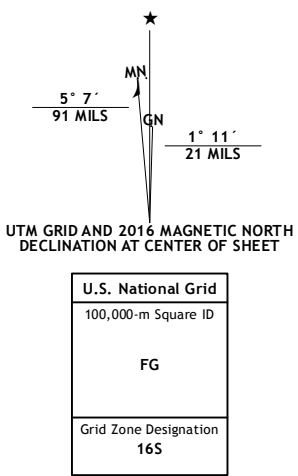 ★
MN.
5° 7´
91 MILS
GN
1° 11´
21 MILS
UTM GRID AND 2016 MAGNETIC NORTH
DECLINATION AT CENTER OF SHEET
U.S. National Grid
100,000-m Square ID
FG
Grid Zone Designation
16S